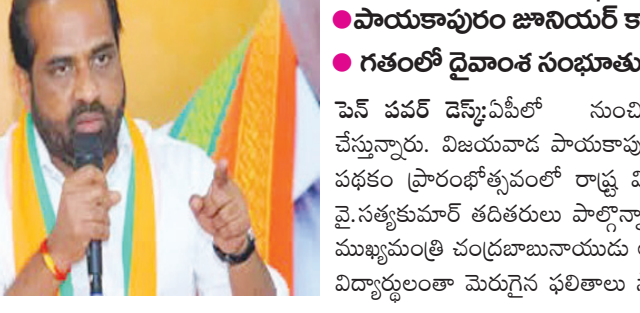 ●పాయకాపురం జూనియర్
● గతంలో దైవాంశ సంభూతు
పెన్ పవర్ డెస్క్:ఏపీలో నుంచి
చేస్తున్నారు. విజయవాడ పాయకాపు
పథకం ప్రారంభోత్సవంలో రాష్ట్ర
వై.సత్యకుమార్ తదితరులు పాల్గొన్నా
ముఖ్యమంత్రి చంద్రబాబునాయుడు
విద్యార్థులంతా మెరుగైన ఫలితాలు